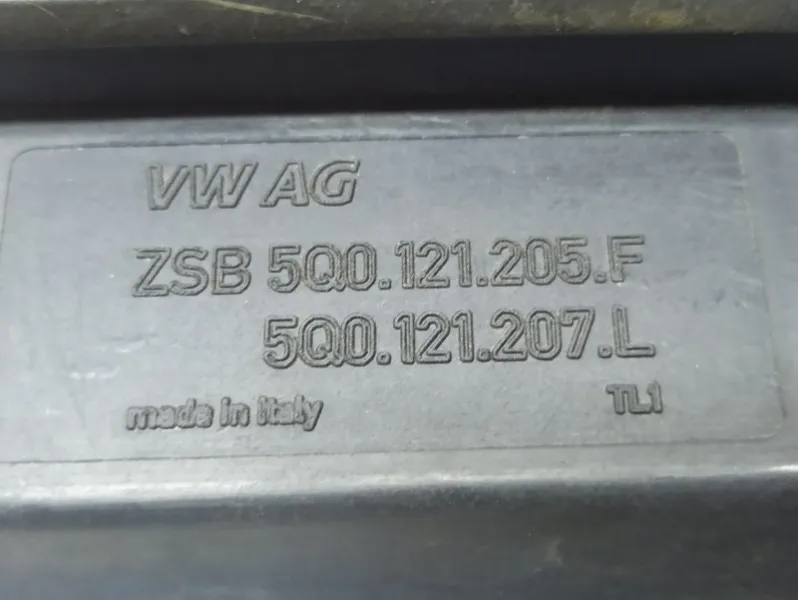 VW AG
ZSB 5Q0.121.205.F
5Q0.121.207.L
made in italy
TL1